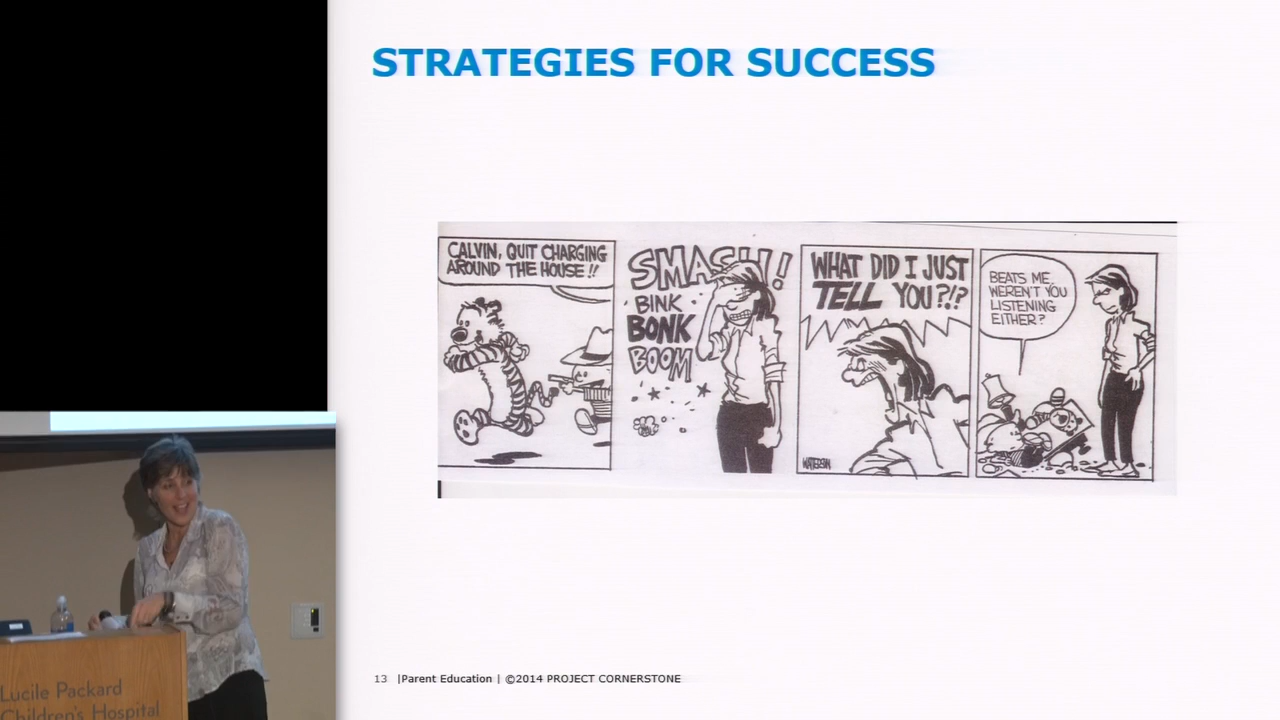 STRATEGIES FOR SUCCESS
CALVIN, QUIT CHARGING
AROUND THE HOUSE!!
SMASH!
BINK
BONK
BOOM
WHAT DID I JUST
TELL YOU?!?
WATTERSON
BEATS ME.
WEREN'T YOU
LISTENING
EITHER?
13 |Parent Education | ©2014 PROJECT CORNERSTONE
Lucile Packard
Children's Hospital